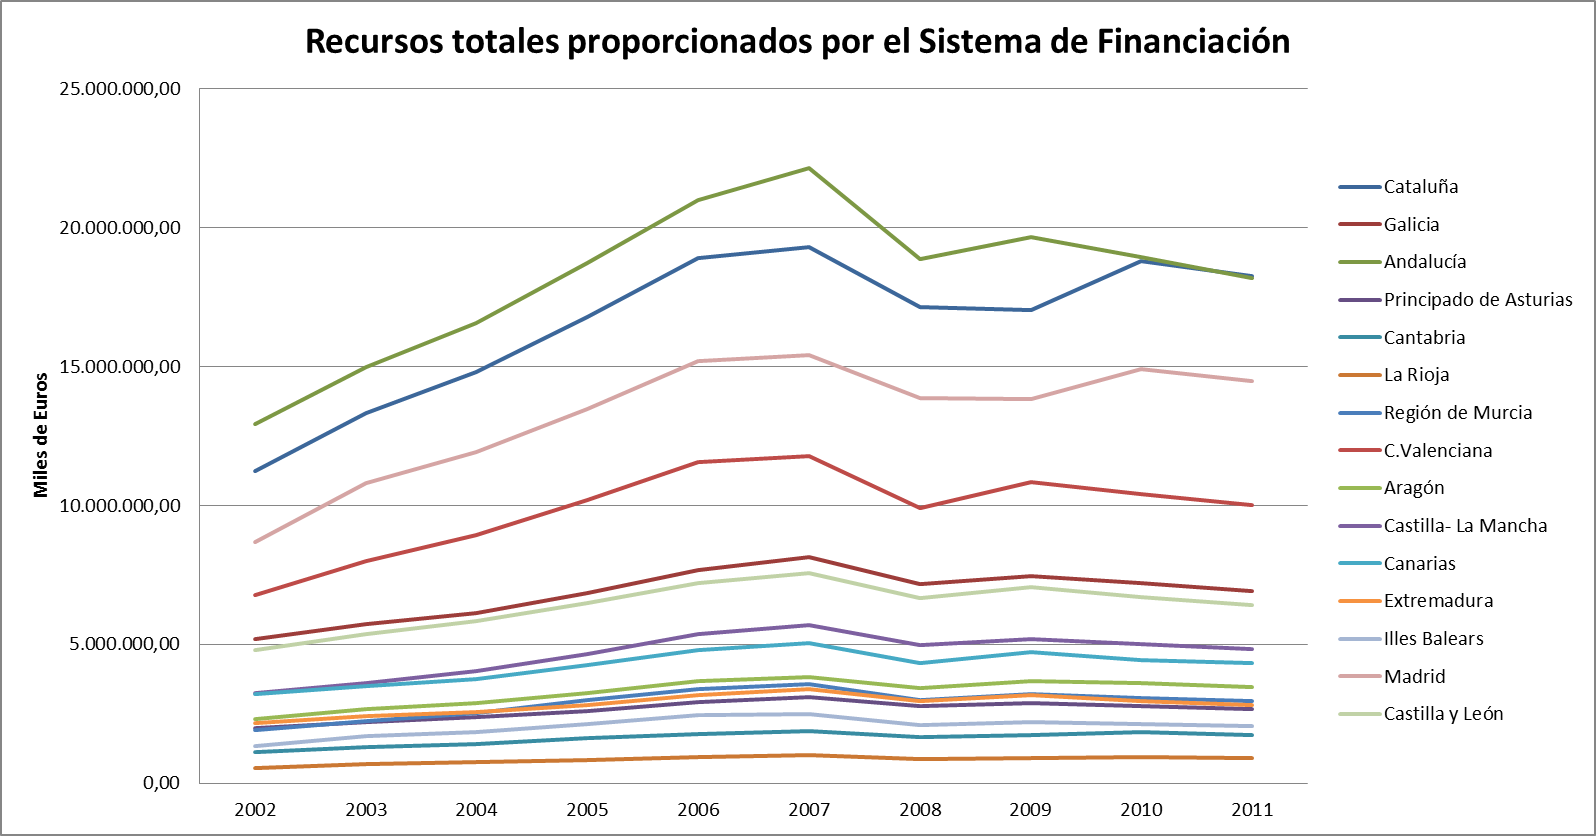 Recursos totales proporcionados por el Sistema de Financiación
Miles de Euros
25.000.000,00
20.000.000,00
15.000.000,00
10.000.000,00
5.000.000,00
0,00
2002 2003 2004 2005 2006 2007 2008 2009 2010 2011
Cataluña
Galicia
Andalucía
Principado de Asturias
Cantabria
La Rioja
Región de Murcia
C.Valenciana
Aragón
Castilla- La Mancha
Canarias
Extremadura
Illes Balears
Madrid
Castilla y León